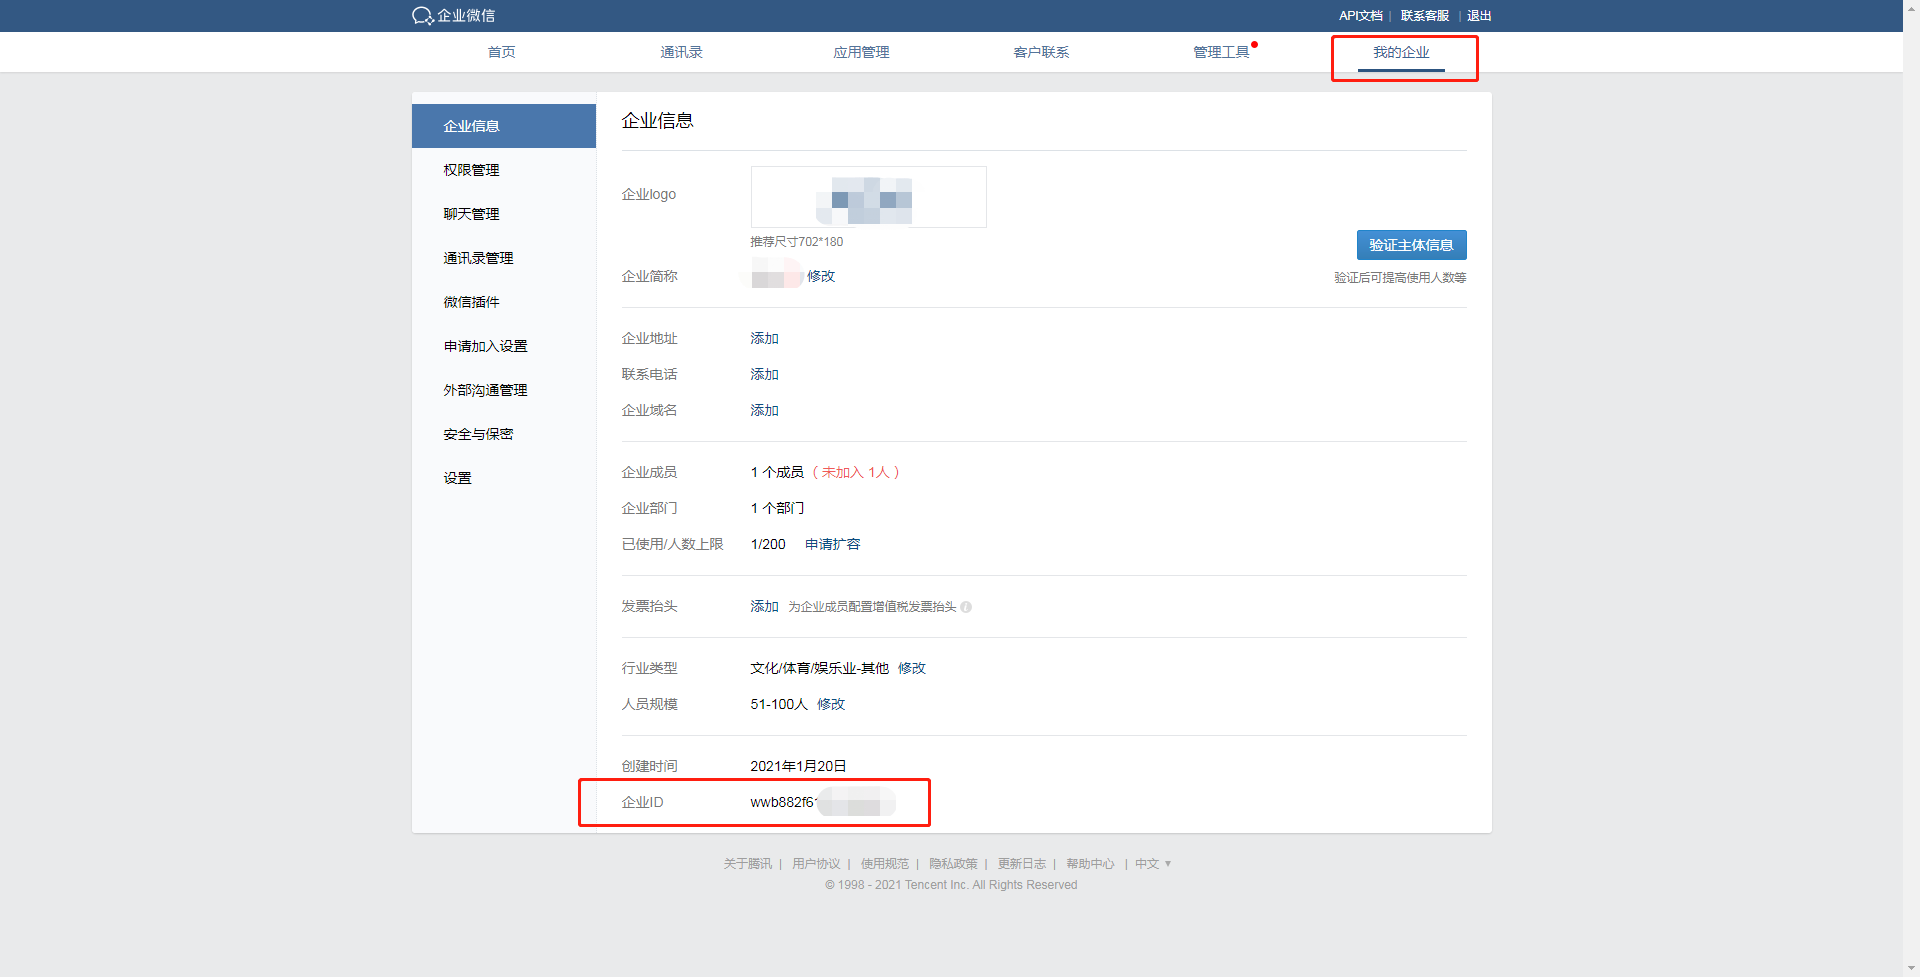 企业微信
API文档 | 联系客服 | 退出
首页 通讯录 应用管理 客户联系 管理工具 我的企业
企业信息
权限管理
聊天管理
通讯录管理
微信插件
申请加入设置
外部沟通管理
安全与保密
设置
企业信息
企业logo
推荐尺寸702*180
验证主体信息
验证后可提高使用人数等
企业简称 修改
企业地址 添加
联系电话 添加
企业域名 添加
企业成员 1 个成员 ( 未加入 1人 )
企业部门 1 个部门
已使用/人数上限 1/200 申请扩容
发票抬头 添加 为企业成员配置增值税发票抬头
行业类型 文化/体育/娱乐业-其他 修改
人员规模 51-100人 修改
创建时间 2021年1月20日
企业ID wwb882f6
关于腾讯 | 用户协议 | 使用规范 | 隐私政策 | 更新日志 | 帮助中心 | 中文
© 1998 - 2021 Tencent Inc. All Rights Reserved